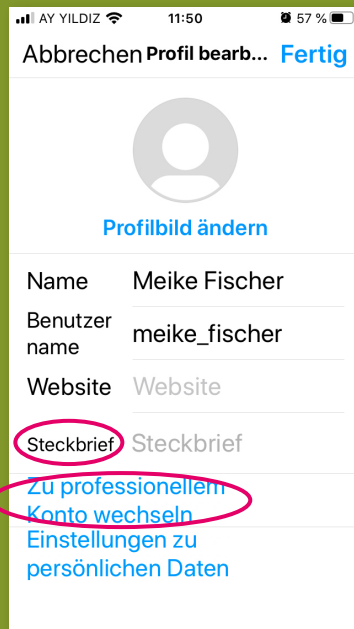 AY YILDIZ 11:50 57 %
Abbrechen Profil bearb... Fertig
Profilbild ändern
Name Meike Fischer
Benutzer
name meike_fischer
Website Website
Steckbrief Steckbrief
Zu professionellem
Konto wechseln
Einstellungen zu
persönlichen Daten